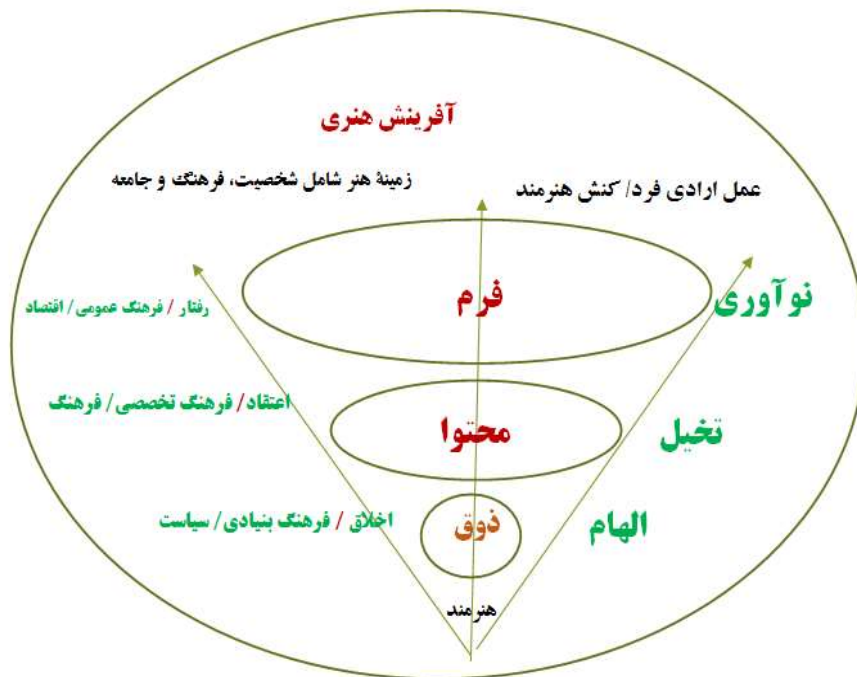 آفرینش هنری
عمل ارادی فرد/ کنش هنرمند
زمینهٔ هنر شامل شخصیت، فرهنگ و جامعه
نوآوری
فرم
رفتار / فرهنگ عمومی/ اقتصاد
تخیل
محتوا
اعتقاد/ فرهنگ تخصصی/ فرهنگ
الهام
ذوق
اخلاق / فرهنگ بنیادی/ سیاست
هنرمند